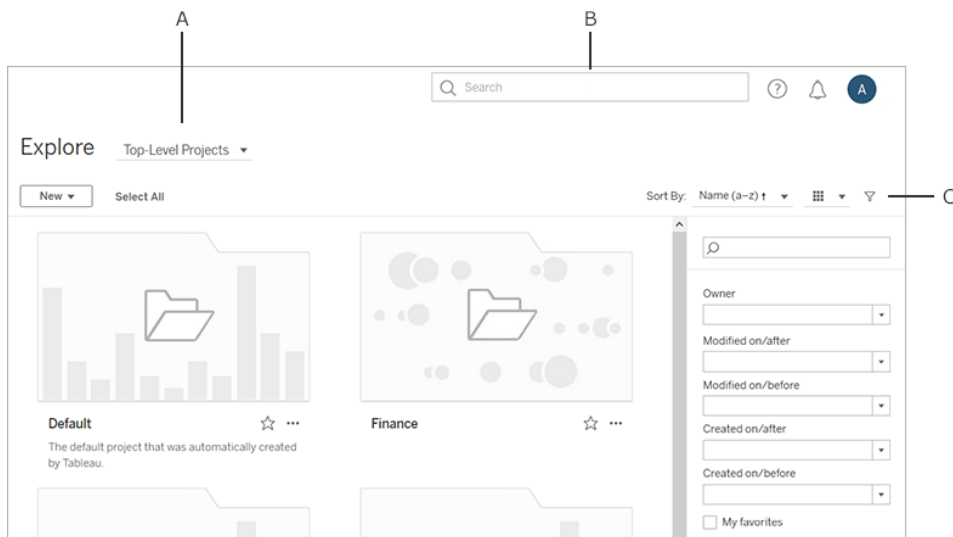 A
B
C
Search
A
Explore
Top-Level Projects
New
Select All
Sort By: Name (a–z)
Default
The default project that was automatically created
by Tableau.
Finance
Owner
Modified on/after
Modified on/before
Created on/after
Created on/before
My favorites